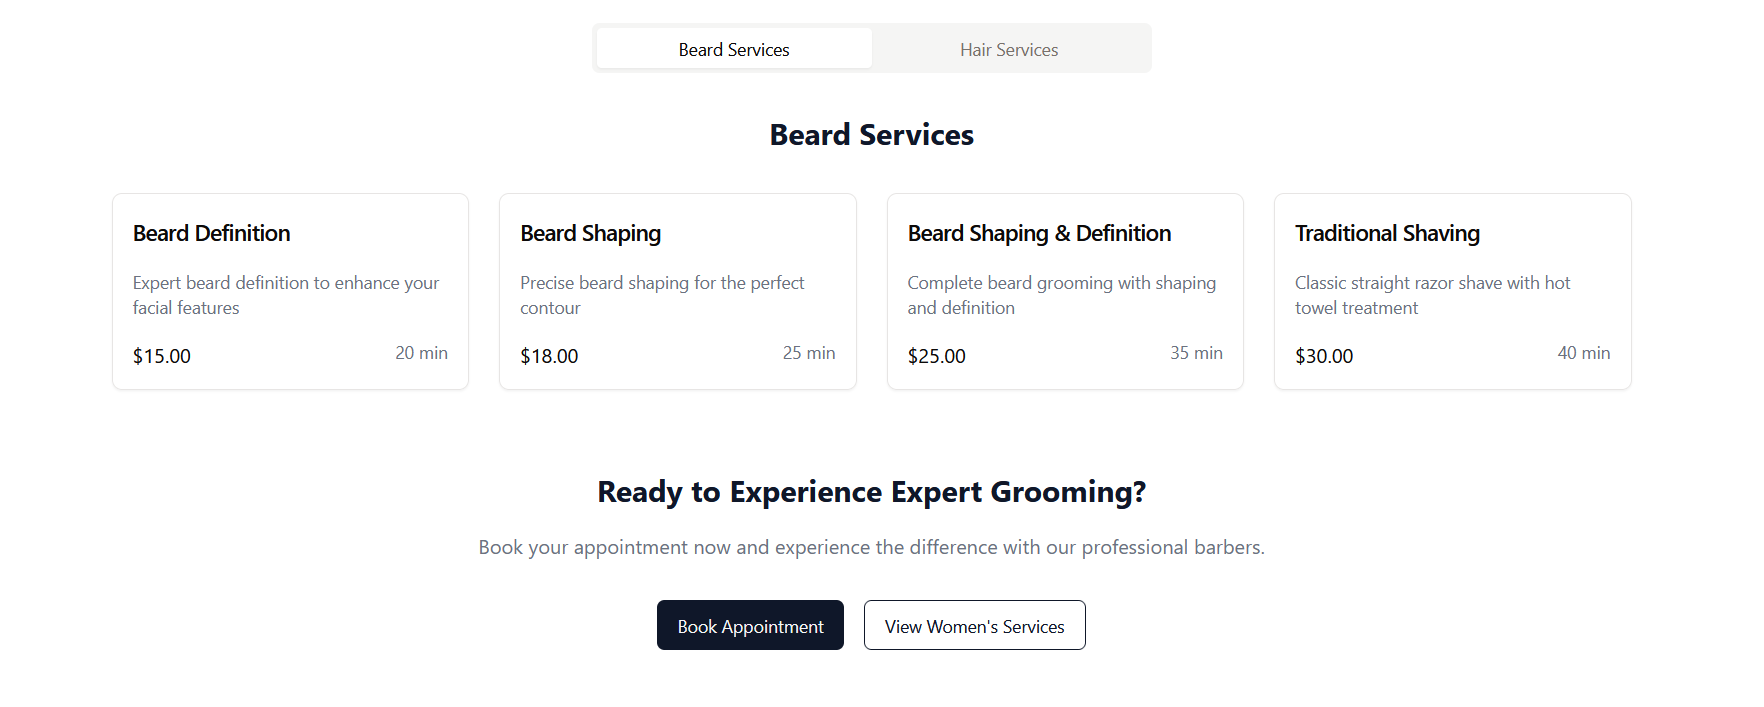 Beard Services
Hair Services
Beard Services
Beard Definition
Expert beard definition to enhance your
facial features
$15.00
20 min
Beard Shaping
Precise beard shaping for the perfect
contour
$18.00
25 min
Beard Shaping & Definition
Complete beard grooming with shaping
and definition
$25.00
35 min
Traditional Shaving
Classic straight razor shave with hot
towel treatment
$30.00
40 min
Ready to Experience Expert Grooming?
Book your appointment now and experience the difference with our professional barbers.
Book Appointment
View Women's Services